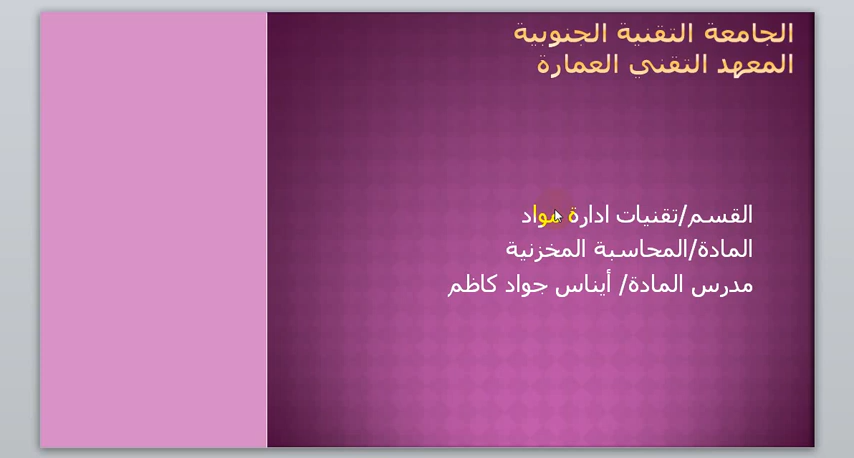 الجامعة التقنية الجنوبية
المعهد التقني العمارة
القسم/تقنيات ادارة مواد
المادة/المحاسبة المخزنية
مدرس المادة/ أيناس جواد كاظم